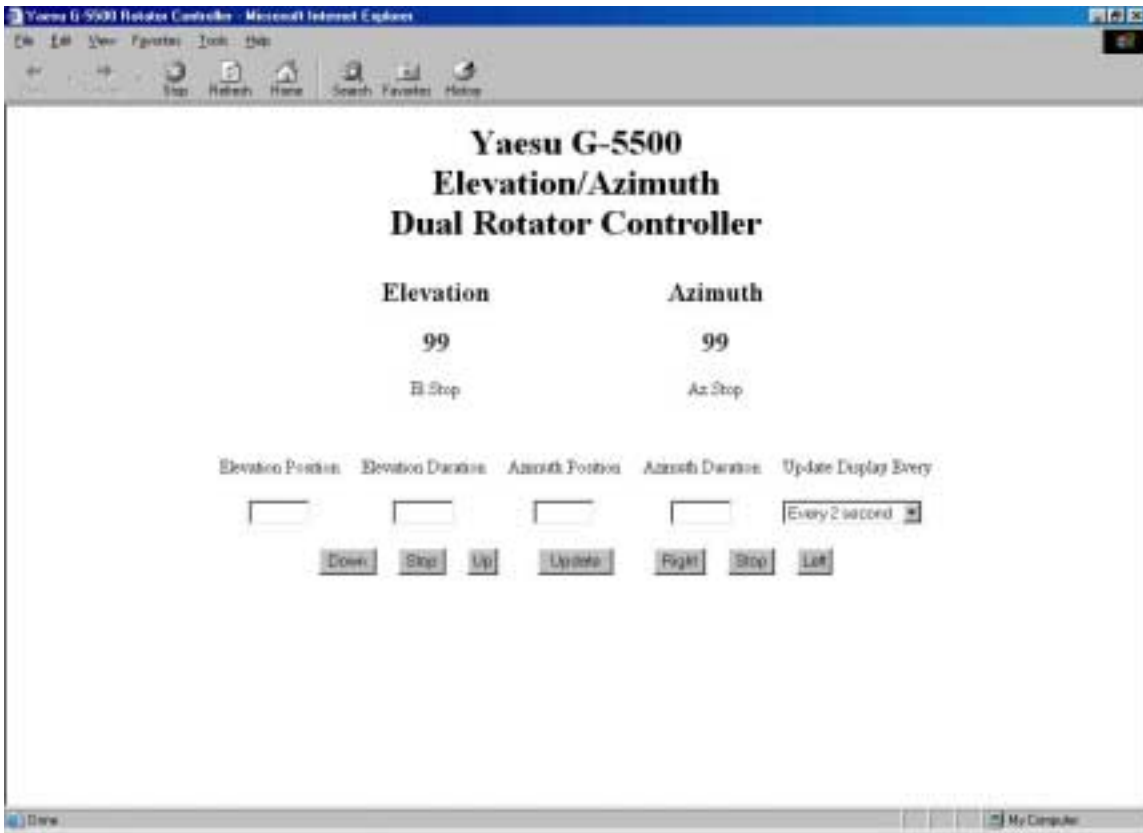 Yaesu G-5500 Rotator Controller - Microsoft Internet Explorer
File Edit View Favorites Tools Help
Stop Refresh Home Search Favorites History
Yaesu G-5500
Elevation/Azimuth
Dual Rotator Controller
Elevation Azimuth
99 99
El Stop Az Stop
Elevation Position Elevation Duration Azimuth Position Azimuth Duration Update Display Every
Every 2 second
Down Stop Up Update Right Stop Left
Done My Computer